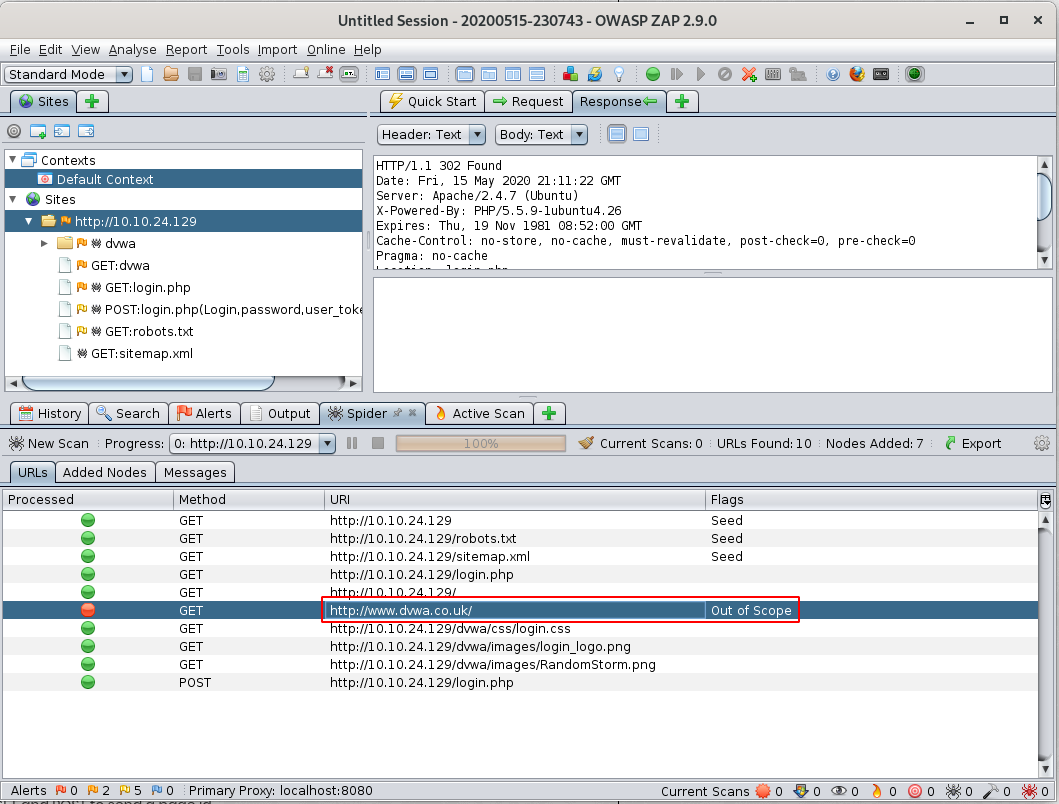 Untitled Session - 20200515-230743 - OWASP ZAP 2.9.0
File Edit View Analyse Report Tools Import Online Help
Standard Mode
Sites
Quick Start Request Response
Header: Text Body: Text
Contexts
Default Context
Sites
http://10.10.24.129
dvwa
GET:dvwa
GET:login.php
POST:login.php(Login,password,user_toke
GET:robots.txt
GET:sitemap.xml
HTTP/1.1 302 Found
Date: Fri, 15 May 2020 21:11:22 GMT
Server: Apache/2.4.7 (Ubuntu)
X-Powered-By: PHP/5.5.9-1ubuntu4.26
Expires: Thu, 19 Nov 1981 08:52:00 GMT
Cache-Control: no-store, no-cache, must-revalidate, post-check=0, pre-check=0
Pragma: no-cache
Location: login.php
History Search Alerts Output Spider Active Scan
New Scan Progress: 0: http://10.10.24.129 100% Current Scans: 0 URLs Found: 10 Nodes Added: 7 Export
URLs Added Nodes Messages
Processed Method URI Flags
GET http://10.10.24.129 Seed
GET http://10.10.24.129/robots.txt Seed
GET http://10.10.24.129/sitemap.xml Seed
GET http://10.10.24.129/login.php
GET http://10.10.24.129/
GET http://www.dvwa.co.uk/ Out of Scope
GET http://10.10.24.129/dvwa/css/login.css
GET http://10.10.24.129/dvwa/images/login_logo.png
GET http://10.10.24.129/dvwa/images/RandomStorm.png
POST http://10.10.24.129/login.php
Alerts 0 2 5 0 Primary Proxy: localhost:8080 Current Scans 0 0 0 0 0 0 0 0